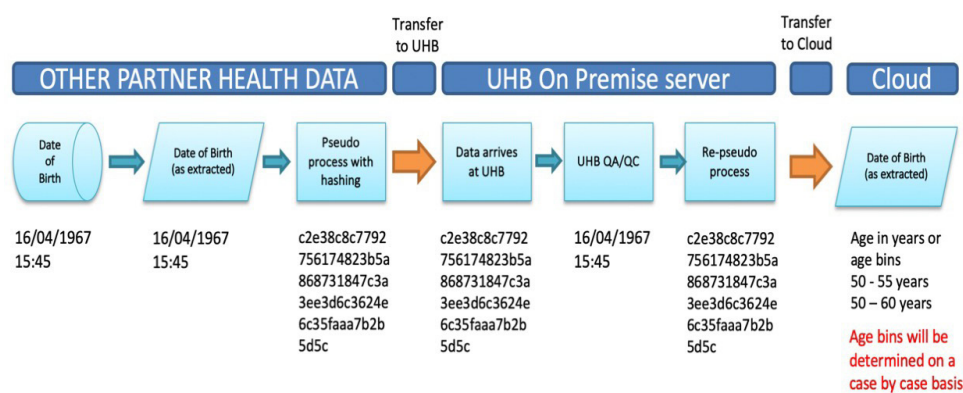 Transfer
to UHB
Transfer
to Cloud
OTHER PARTNER HEALTH DATA
UHB On Premise server
Cloud
Date
of
Birth
Date of Birth
(as extracted)
Pseudo
process with
hashing
Data arrives
at UHB
UHB QA/QC
Re-pseudo
process
Date of Birth
(as extracted)
16/04/1967
15:45
16/04/1967
15:45
c2e38c8c7792
756174823b5a
868731847c3a
3ee3d6c3624e
6c35faaa7b2b
5d5c
c2e38c8c7792
756174823b5a
868731847c3a
3ee3d6c3624e
6c35faaa7b2b
5d5c
16/04/1967
15:45
c2e38c8c7792
756174823b5a
868731847c3a
3ee3d6c3624e
6c35faaa7b2b
5d5c
Age in years or
age bins
50 - 55 years
50 – 60 years
Age bins will be
determined on a
case by case basis